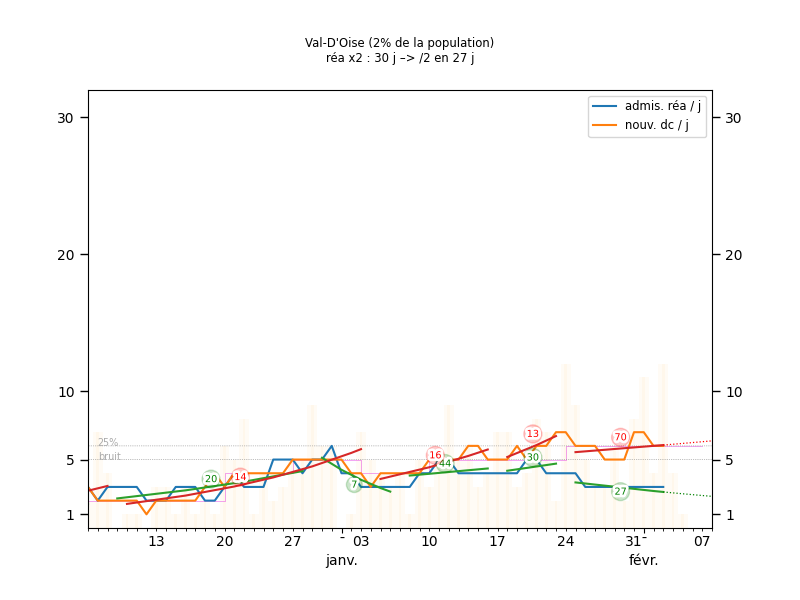 Val-D'Oise (2% de la population)
réa x2 : 30 j –> /2 en 27 j
admis. réa / j
nouv. dc / j
30 30
20 20
10 10
5 5
1 1
25%
bruit
20 14 7 16 44 13 30 70 27
13 20 27 - 03 10 17 24 31 - 07
janv. févr.